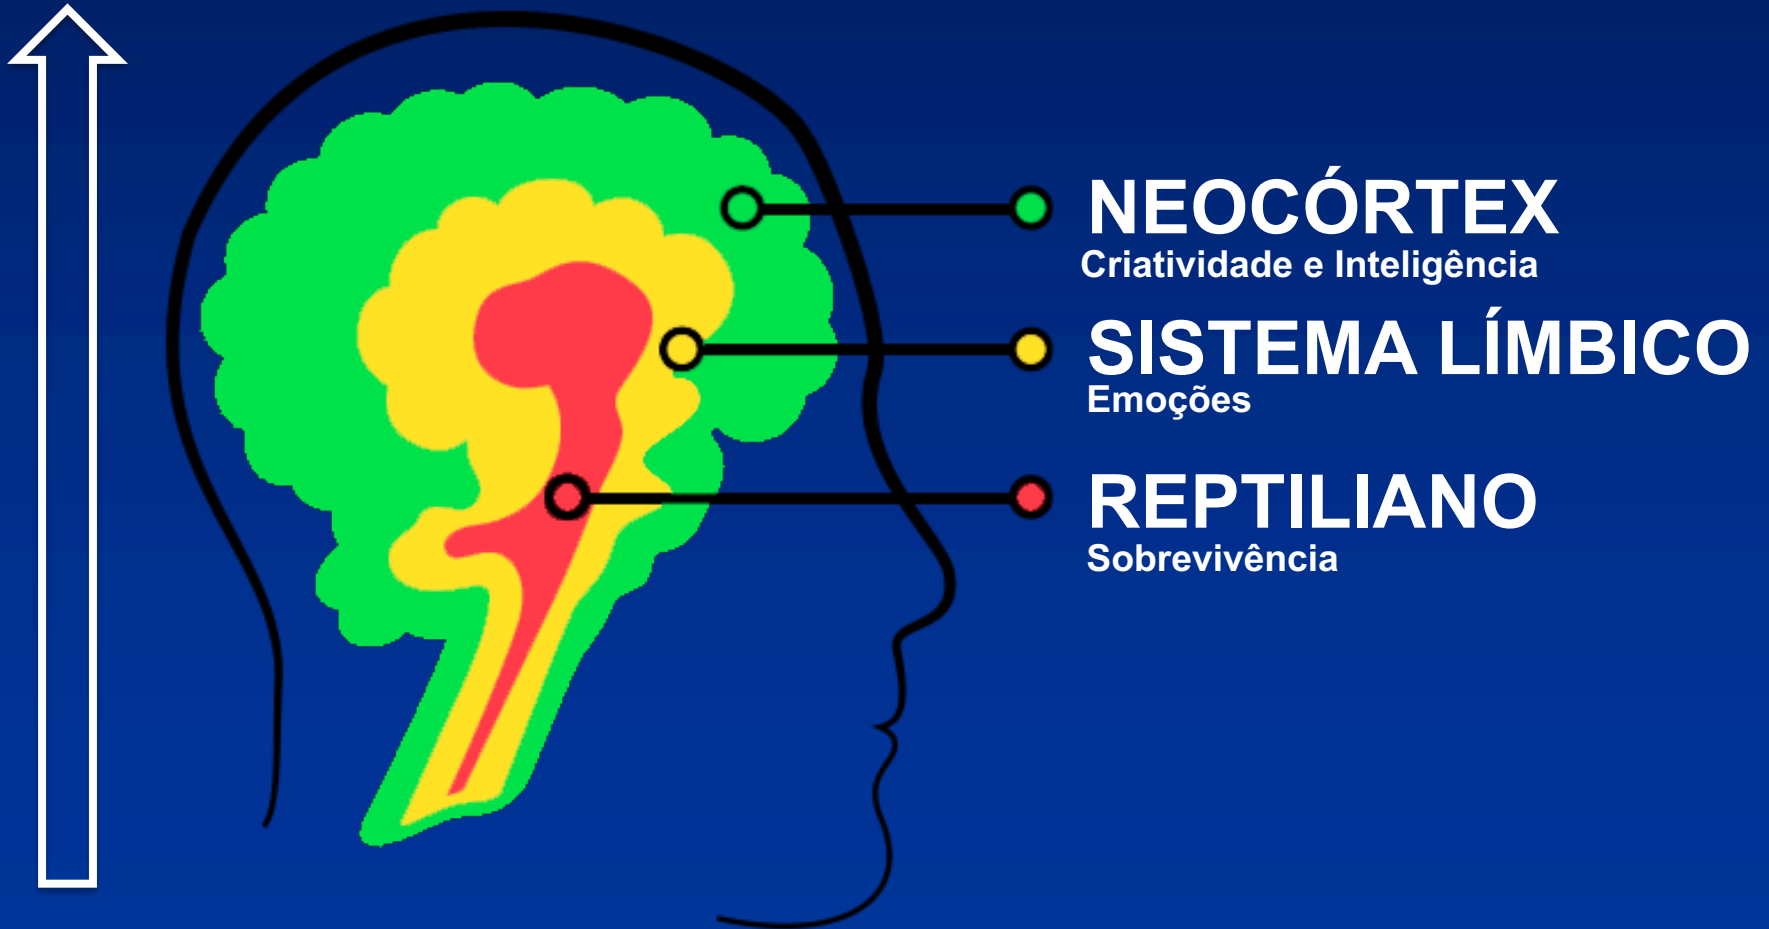 NEOCÓRTEX
Criatividade e Inteligência
SISTEMA LÍMBICO
Emoções
REPTILIANO
Sobrevivência